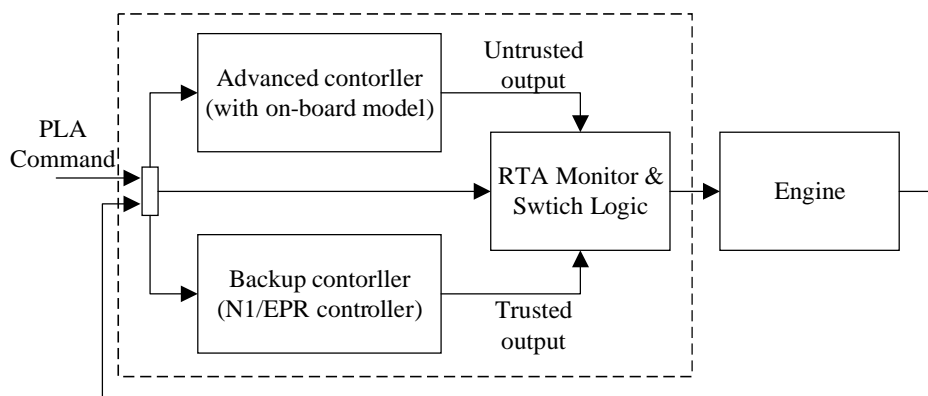 Advanced contorller
(with on-board model)
Untrusted
output
PLA
Command
RTA Monitor &
Swtich Logic
Engine
Backup contorller
(N1/EPR controller)
Trusted
output